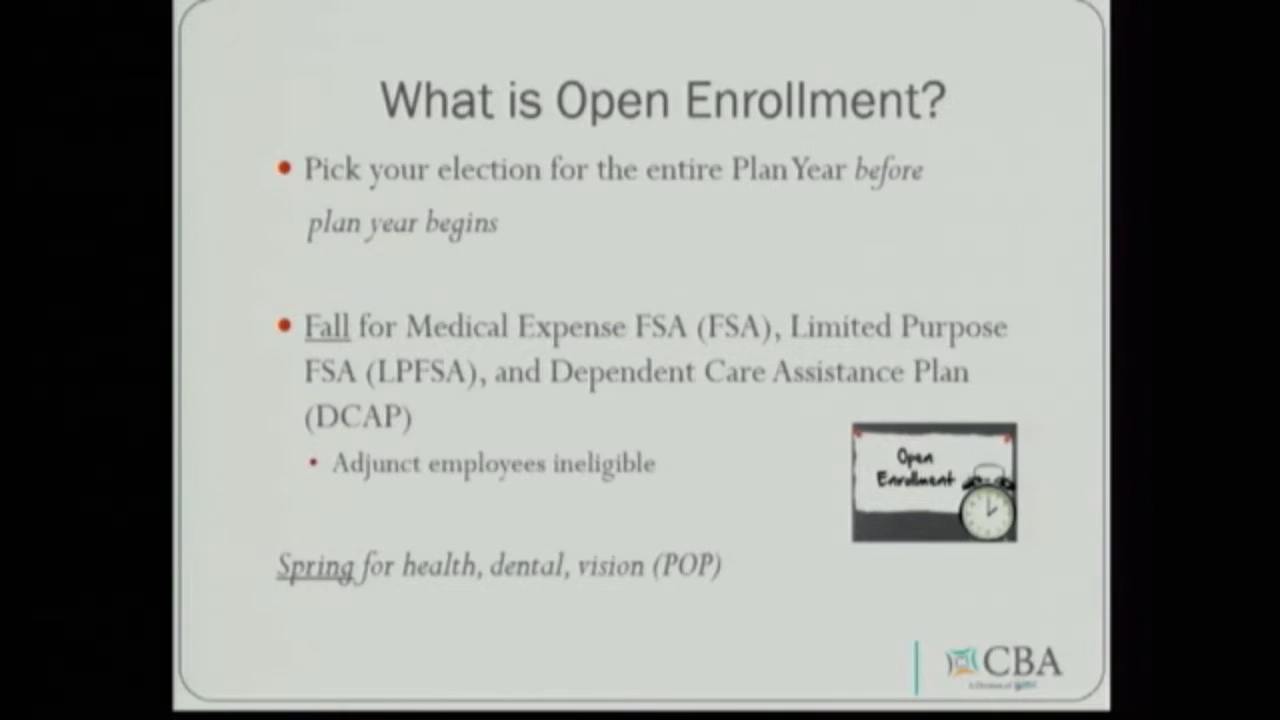 What is Open Enrollment?
• Pick your election for the entire Plan Year before
plan year begins
• Fall for Medical Expense FSA (FSA), Limited Purpose
FSA (LPFSA), and Dependent Care Assistance Plan
(DCAP)
• Adjunct employees ineligible
Open
Enrollment
Spring for health, dental, vision (POP)
CBA
A Division of